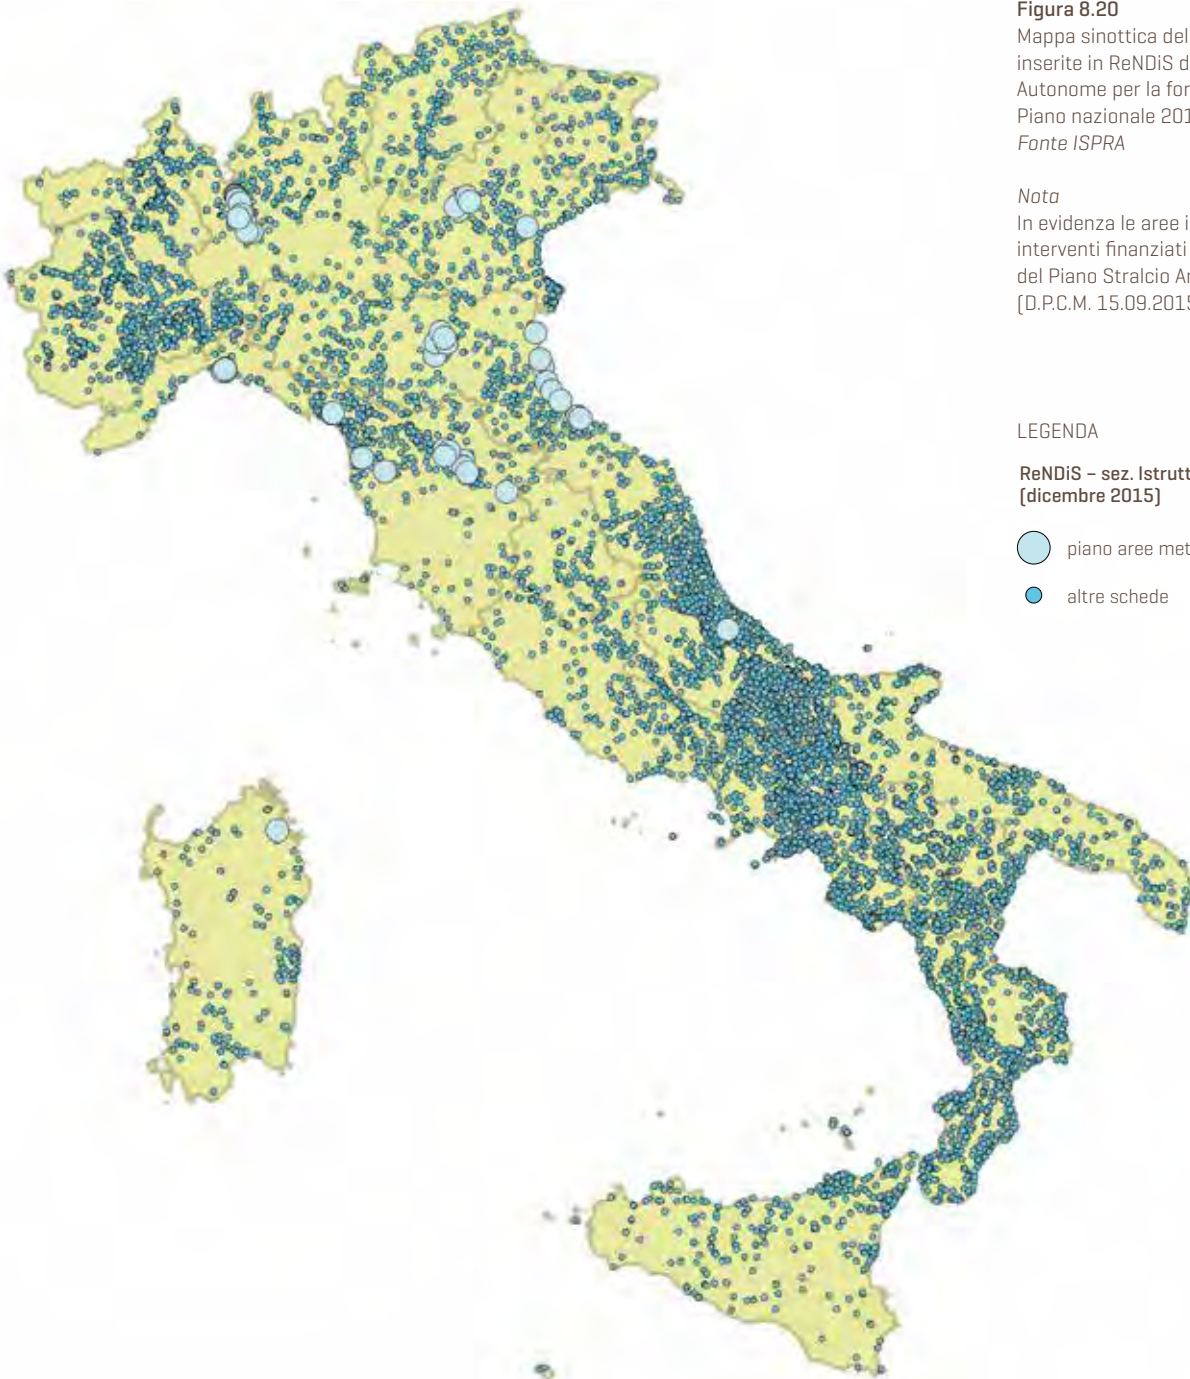 Figura 8.20
Mappa sinottica del
inserite in ReNDiS d
Autonome per la for
Piano nazionale 201
Fonte ISPRA
Nota
In evidenza le aree i
interventi finanziati
del Piano Stralcio Ar
(D.P.C.M. 15.09.2015
LEGENDA
ReNDiS – sez. Istrutt
(dicembre 2015)
piano aree met
altre schede